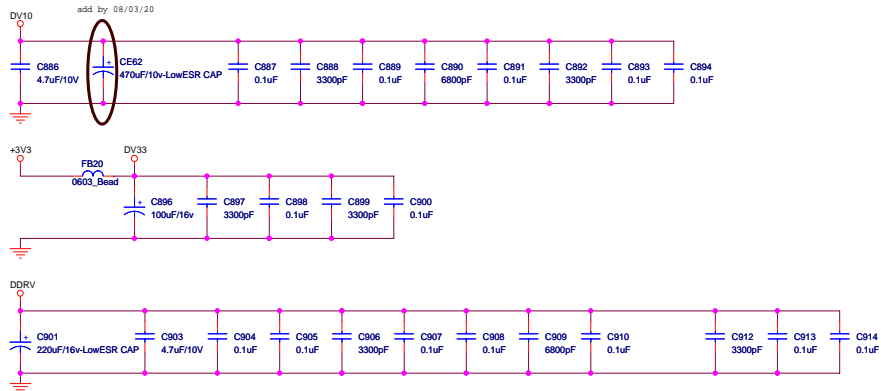 add by 08/03/20
DV10
C886
4.7uF/10V
CE62
470uF/10v-LowESR CAP
C887
0.1uF
C888
3300pF
C889
0.1uF
C890
6800pF
C891
0.1uF
C892
3300pF
C893
0.1uF
C894
0.1uF
+3V3
DV33
FB20
0603_Bead
C896
100uF/16v
C897
3300pF
C898
0.1uF
C899
3300pF
C900
0.1uF
DDRV
C901
220uF/16v-LowESR CAP
C903
4.7uF/10V
C904
0.1uF
C905
0.1uF
C906
3300pF
C907
0.1uF
C908
0.1uF
C909
6800pF
C910
0.1uF
C912
3300pF
C913
0.1uF
C914
0.1uF